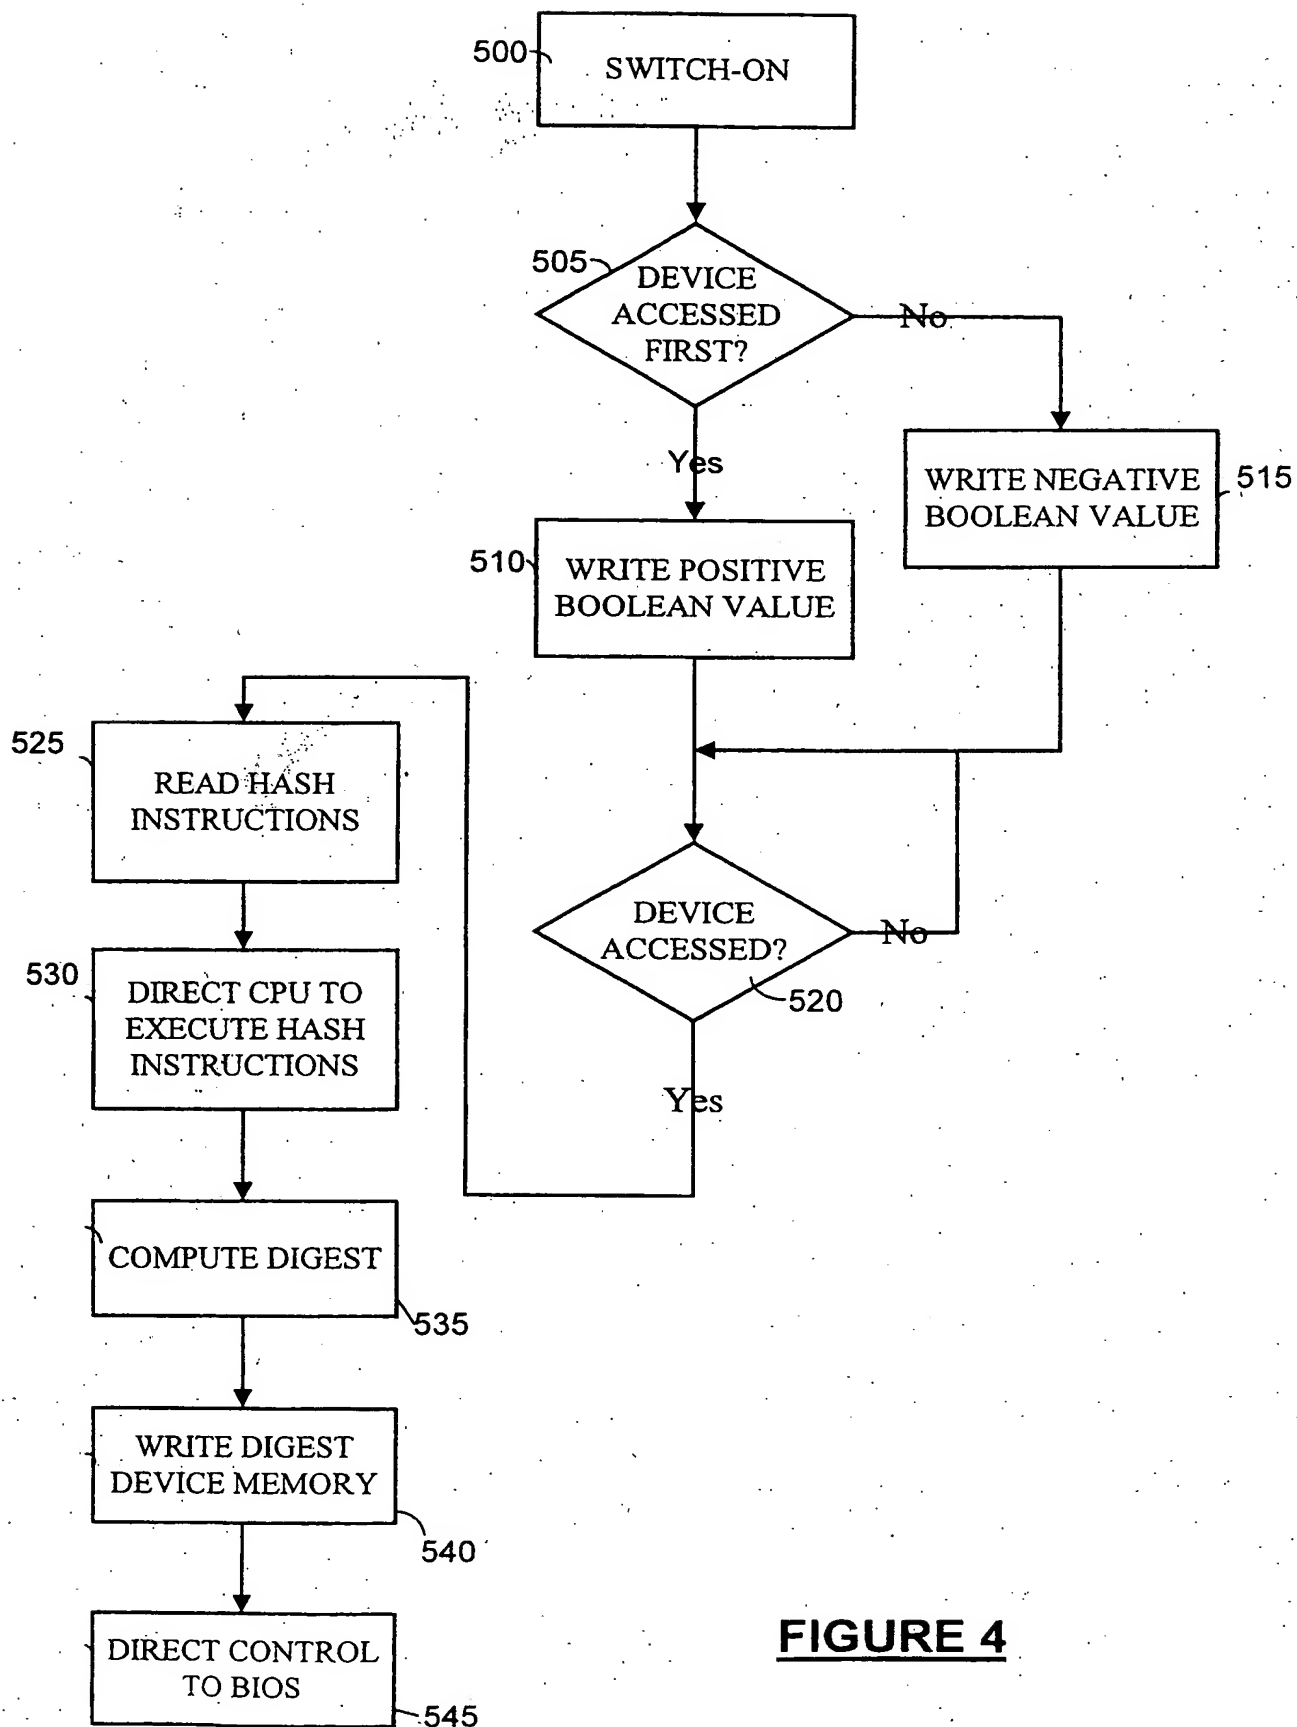 500
SWITCH-ON
505
DEVICE
ACCESSED
FIRST?
No
Yes
WRITE NEGATIVE
BOOLEAN VALUE
515
510
WRITE POSITIVE
BOOLEAN VALUE
525
READ HASH
INSTRUCTIONS
DEVICE
ACCESSED?
No
520
530
DIRECT CPU TO
EXECUTE HASH
INSTRUCTIONS
Yes
COMPUTE DIGEST
535
WRITE DIGEST
DEVICE MEMORY
540
DIRECT CONTROL
TO BIOS
545
FIGURE 4